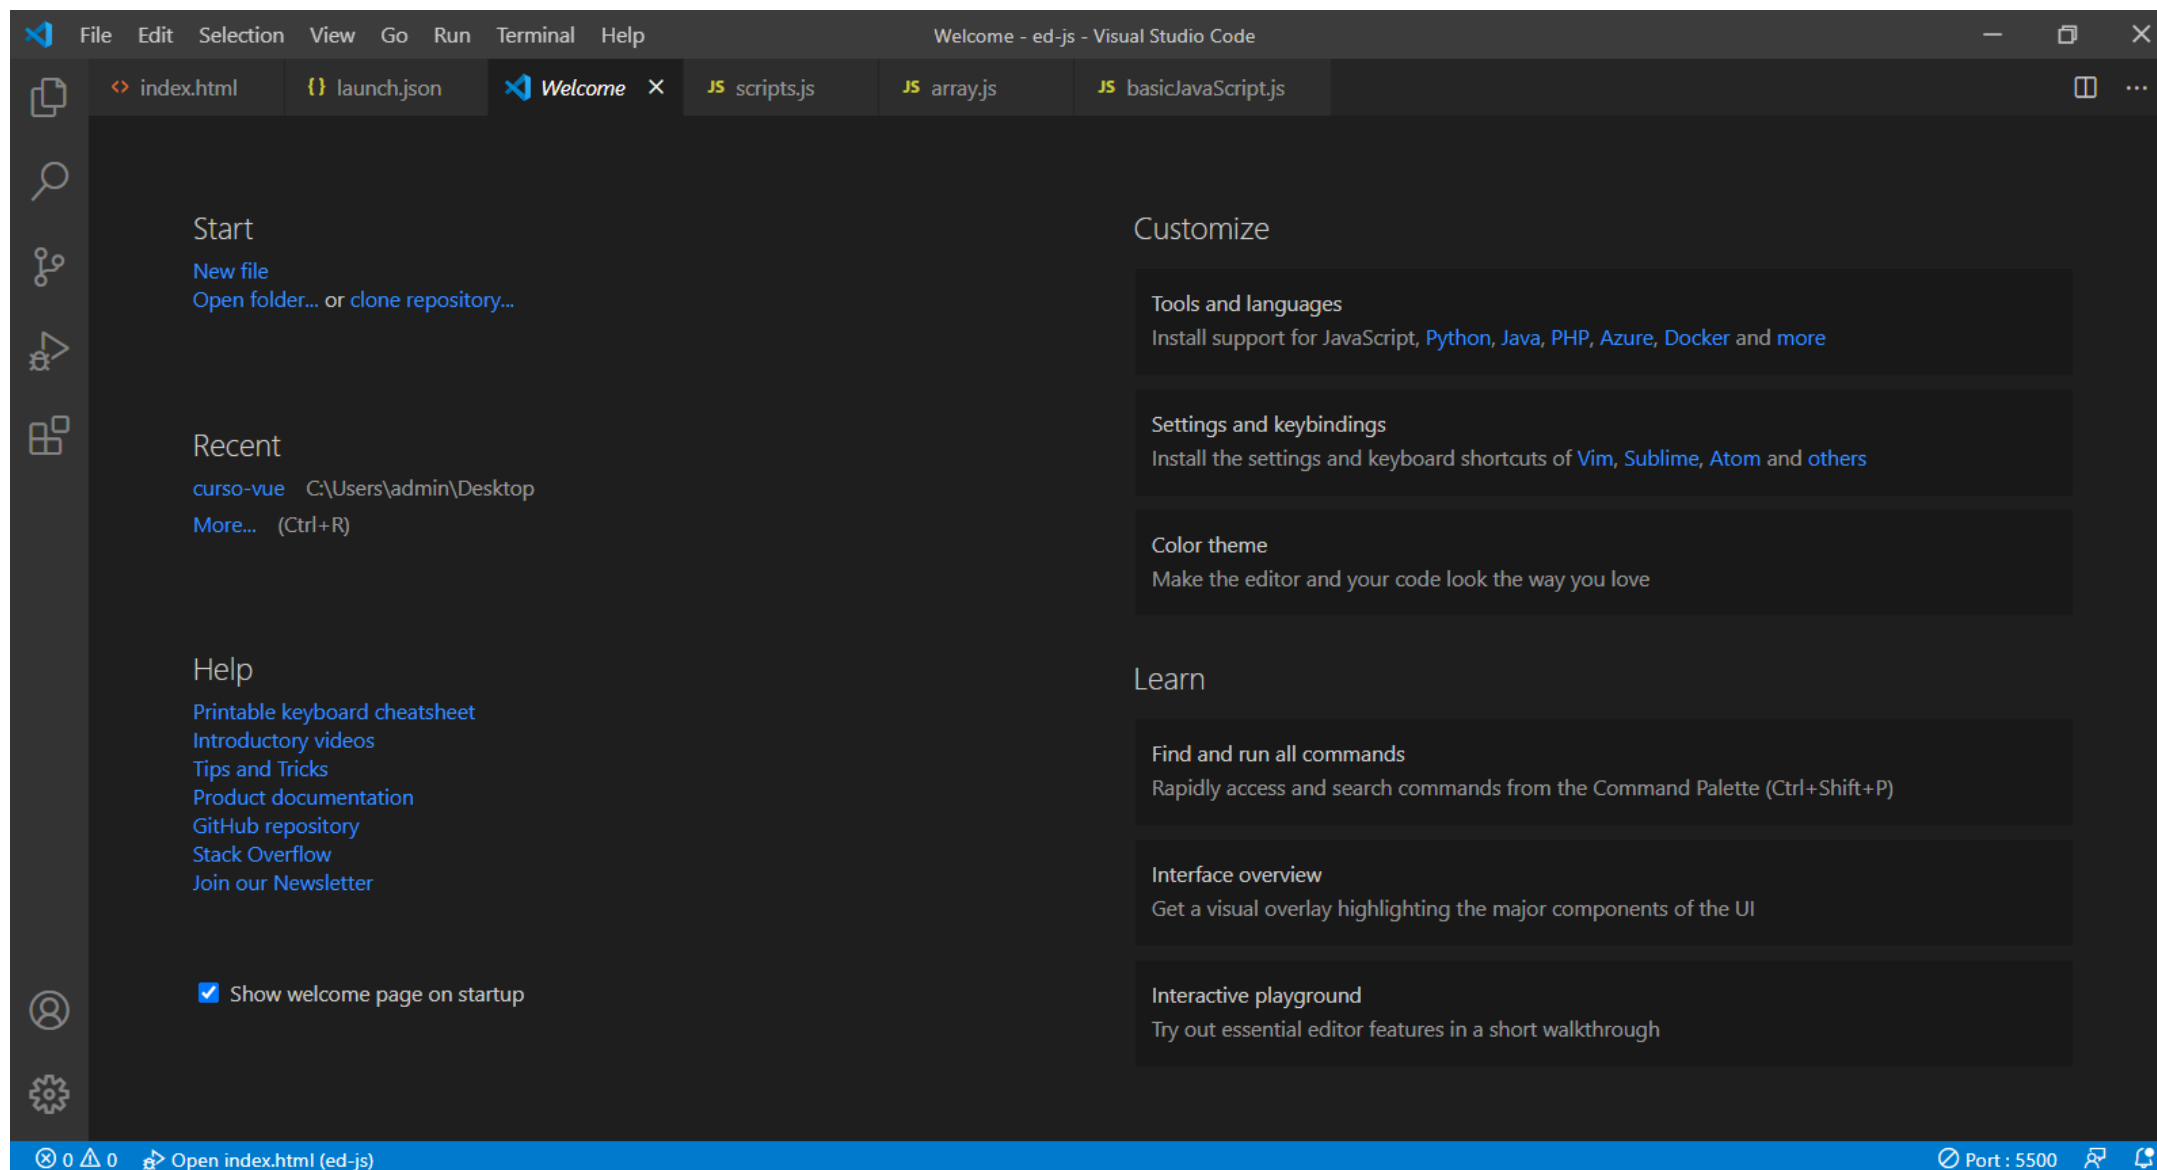 File Edit Selection View Go Run Terminal Help Welcome - ed-js - Visual Studio Code
<> index.html {} launch.json Welcome JS scripts.js JS array.js JS basicJavaScript.js
Start
New file
Open folder... or clone repository...
Recent
curso-vue C:\Users\admin\Desktop
More... (Ctrl+R)
Help
Printable keyboard cheatsheet
Introductory videos
Tips and Tricks
Product documentation
GitHub repository
Stack Overflow
Join our Newsletter
Show welcome page on startup
Customize
Tools and languages
Install support for JavaScript, Python, Java, PHP, Azure, Docker and more
Settings and keybindings
Install the settings and keyboard shortcuts of Vim, Sublime, Atom and others
Color theme
Make the editor and your code look the way you love
Learn
Find and run all commands
Rapidly access and search commands from the Command Palette (Ctrl+Shift+P)
Interface overview
Get a visual overlay highlighting the major components of the UI
Interactive playground
Try out essential editor features in a short walkthrough
0 0 Open index.html (ed-js) Port : 5500